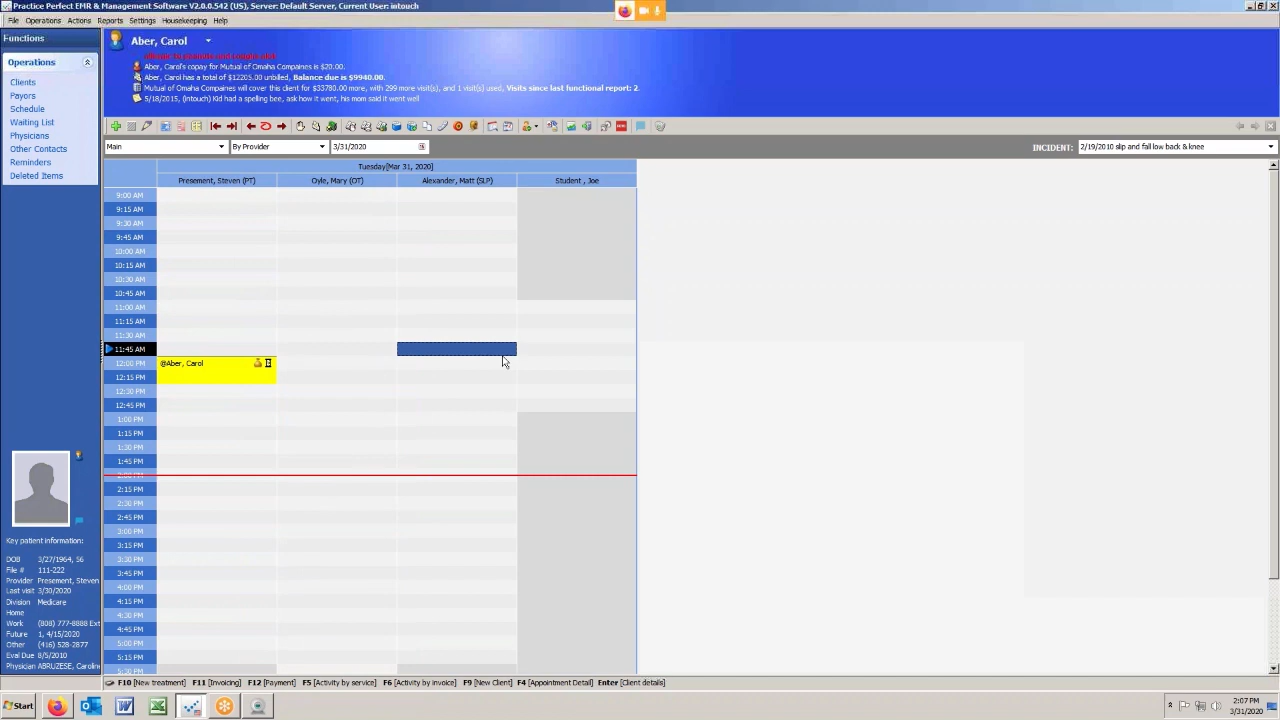 Practice Perfect EMR & Management Software V2.0.0.542 (US), Server: Default Server, Current User: intouch
File Operations Actions Reports Settings Housekeeping Help
Functions
Aber, Carol
Operations
Aber, Carol's copay for Mutual of Omaha Compaines is $20.00.
Aber, Carol has a total of $12205.00 unbilled, Balance due is $9940.00.
Mutual of Omaha Compaines will cover this client for $33780.00 more, with 299 more visit(s), and 1 visit(s) used, Visits since last functional report: 2.
5/18/2015, (intouch) Kid had a spelling bee, ask how it went, his mom said it went well
Clients
Payors
Schedule
Waiting List
Physicians
Other Contacts
Reminders
Deleted Items
Main By Provider 3/31/2020 INCIDENT: 2/19/2010 slip and fall low back & knee
Tuesday[Mar 31, 2020]
Presement, Steven (PT) Oyle, Mary (OT) Alexander, Matt (SLP) Student , Joe
9:00 AM
9:15 AM
9:30 AM
9:45 AM
10:00 AM
10:15 AM
10:30 AM
10:45 AM
11:00 AM
11:15 AM
11:30 AM
11:45 AM
12:00 PM @Aber, Carol
12:15 PM
12:30 PM
12:45 PM
1:00 PM
1:15 PM
1:30 PM
1:45 PM
2:15 PM
2:30 PM
2:45 PM
3:00 PM
3:15 PM
3:30 PM
3:45 PM
4:00 PM
4:15 PM
4:30 PM
4:45 PM
5:00 PM
5:15 PM
Key patient information:
DOB 3/27/1964, 56
File # 111-222
Provider Presement, Steven
Last visit 3/30/2020
Division Medicare
Home
Work (808) 777-8888 Ext
Future 1, 4/15/2020
Other (416) 528-2877
Eval Due 8/5/2010
Physician ABRUZESE, Caroline
F10 [New treatment] F11 [Invoicing] F12 [Payment] F5 [Activity by service] F6 [Activity by invoice] F9 [New Client] F4 [Appointment Detail] Enter [Client details]
Start
2:07 PM
3/31/2020